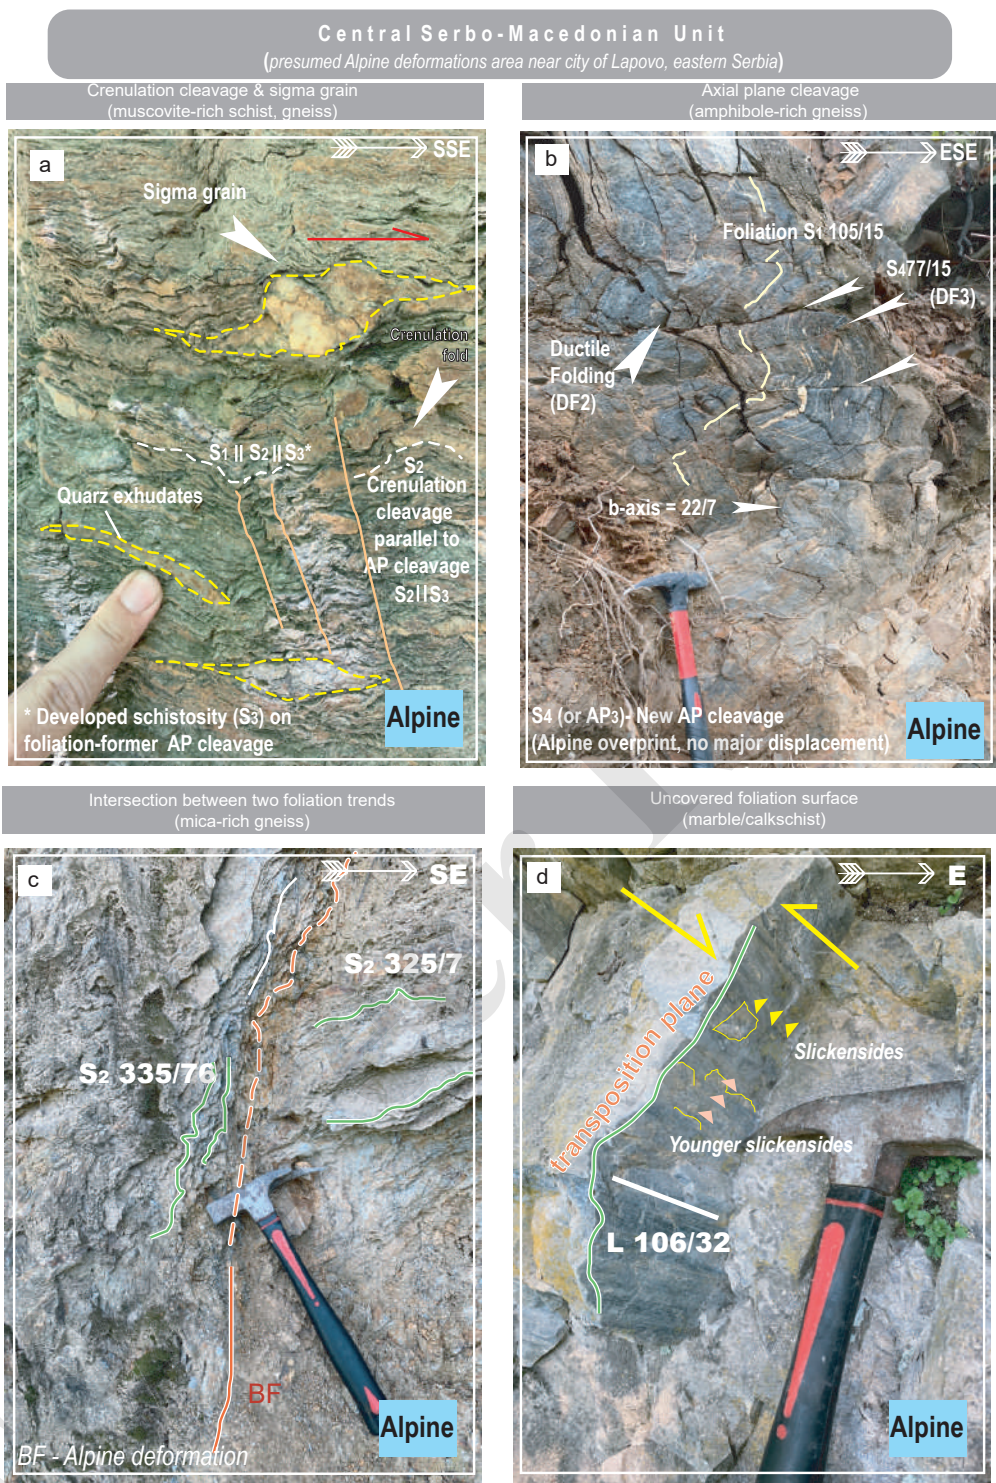 Central Serbo-Macedonian Unit
(presumed Alpine deformations area near city of Lapovo, eastern Serbia)
Crenulation cleavage & sigma grain
(muscovite-rich schist, gneiss)
a
SSE
Sigma grain
Crenulation
fold
S1 || S2 || S3*
S2
Crenulation
cleavage
parallel to
AP cleavage
S2||S3
Quarz exhudates
* Developed schistosity (S3) on
foliation-former AP cleavage
Alpine
Axial plane cleavage
(amphibole-rich gneiss)
b
ESE
Foliation S1 105/15
S477/15
(DF3)
Ductile
Folding
(DF2)
b-axis = 22/7
S4 (or AP3)- New AP cleavage
(Alpine overprint, no major displacement)
Alpine
Intersection between two foliation trends
(mica-rich gneiss)
c
SE
S2 325/7
S2 335/76
BF
BF - Alpine deformation
Alpine
Uncovered foliation surface
(marble/calkschist)
d
E
transposition plane
Slickensides
Younger slickensides
L 106/32
Alpine